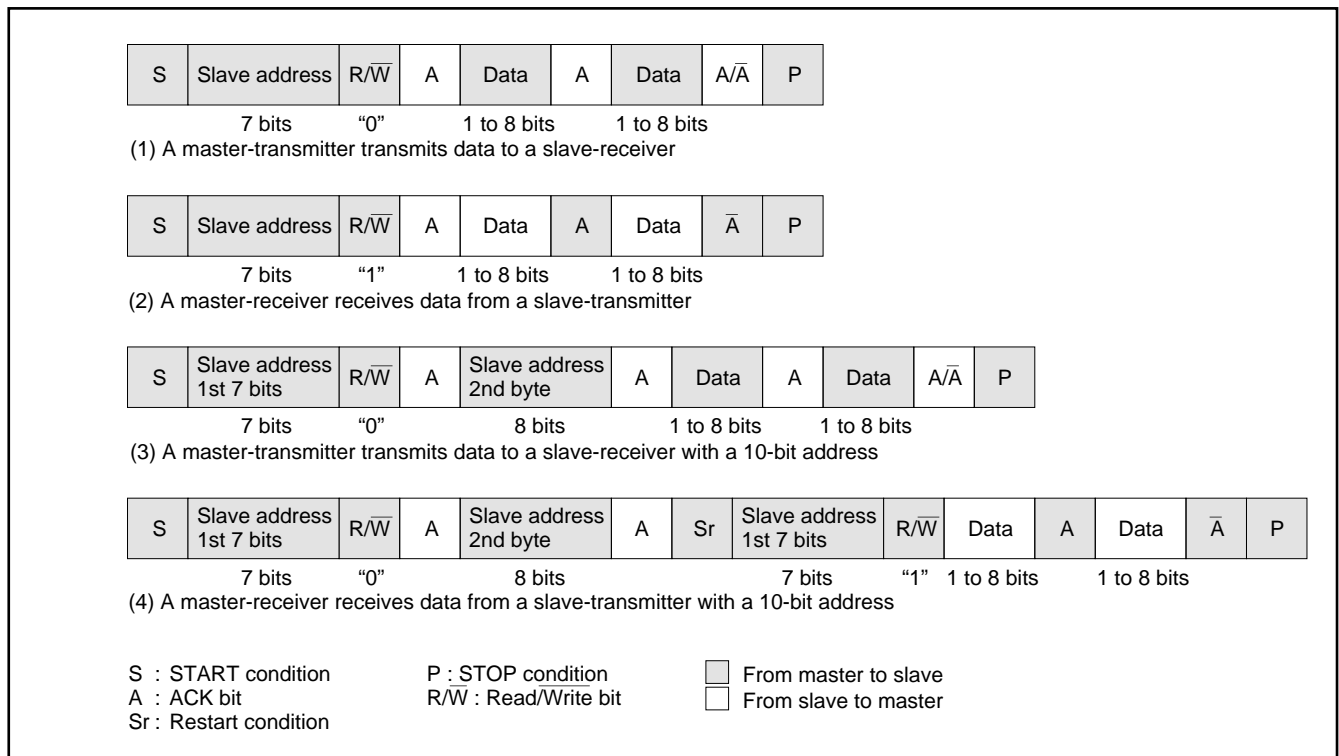 S Slave address R/W̅ A Data A Data A/A̅ P
7 bits “0” 1 to 8 bits 1 to 8 bits
(1) A master-transmitter transmits data to a slave-receiver
S Slave address R/W̅ A Data A Data A̅ P
7 bits “1” 1 to 8 bits 1 to 8 bits
(2) A master-receiver receives data from a slave-transmitter
S Slave address 1st 7 bits R/W̅ A Slave address 2nd byte A Data A Data A/A̅ P
7 bits “0” 8 bits 1 to 8 bits 1 to 8 bits
(3) A master-transmitter transmits data to a slave-receiver with a 10-bit address
S Slave address 1st 7 bits R/W̅ A Slave address 2nd byte A Sr Slave address 1st 7 bits R/W̅ Data A Data A̅ P
7 bits “0” 8 bits 7 bits “1” 1 to 8 bits 1 to 8 bits
(4) A master-receiver receives data from a slave-transmitter with a 10-bit address
S : START condition P : STOP condition From master to slave
A : ACK bit R/W̅ : Read/W̅r̅i̅t̅e̅ bit From slave to master
Sr : Restart condition